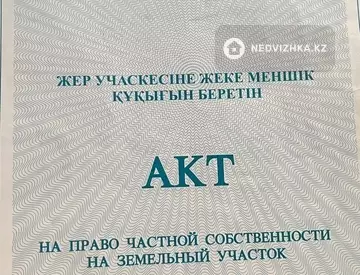 NEDVIZHKA.KZ
ЖЕР УЧАСКЕСІНЕ ЖЕКЕ МЕНШІК
ҚҰҚЫҒЫН БЕРЕТІН
АКТ
НА ПРАВО ЧАСТНОЙ СОБСТВЕННОСТИ
НА ЗЕМЕЛЬНЫЙ УЧАСТОК